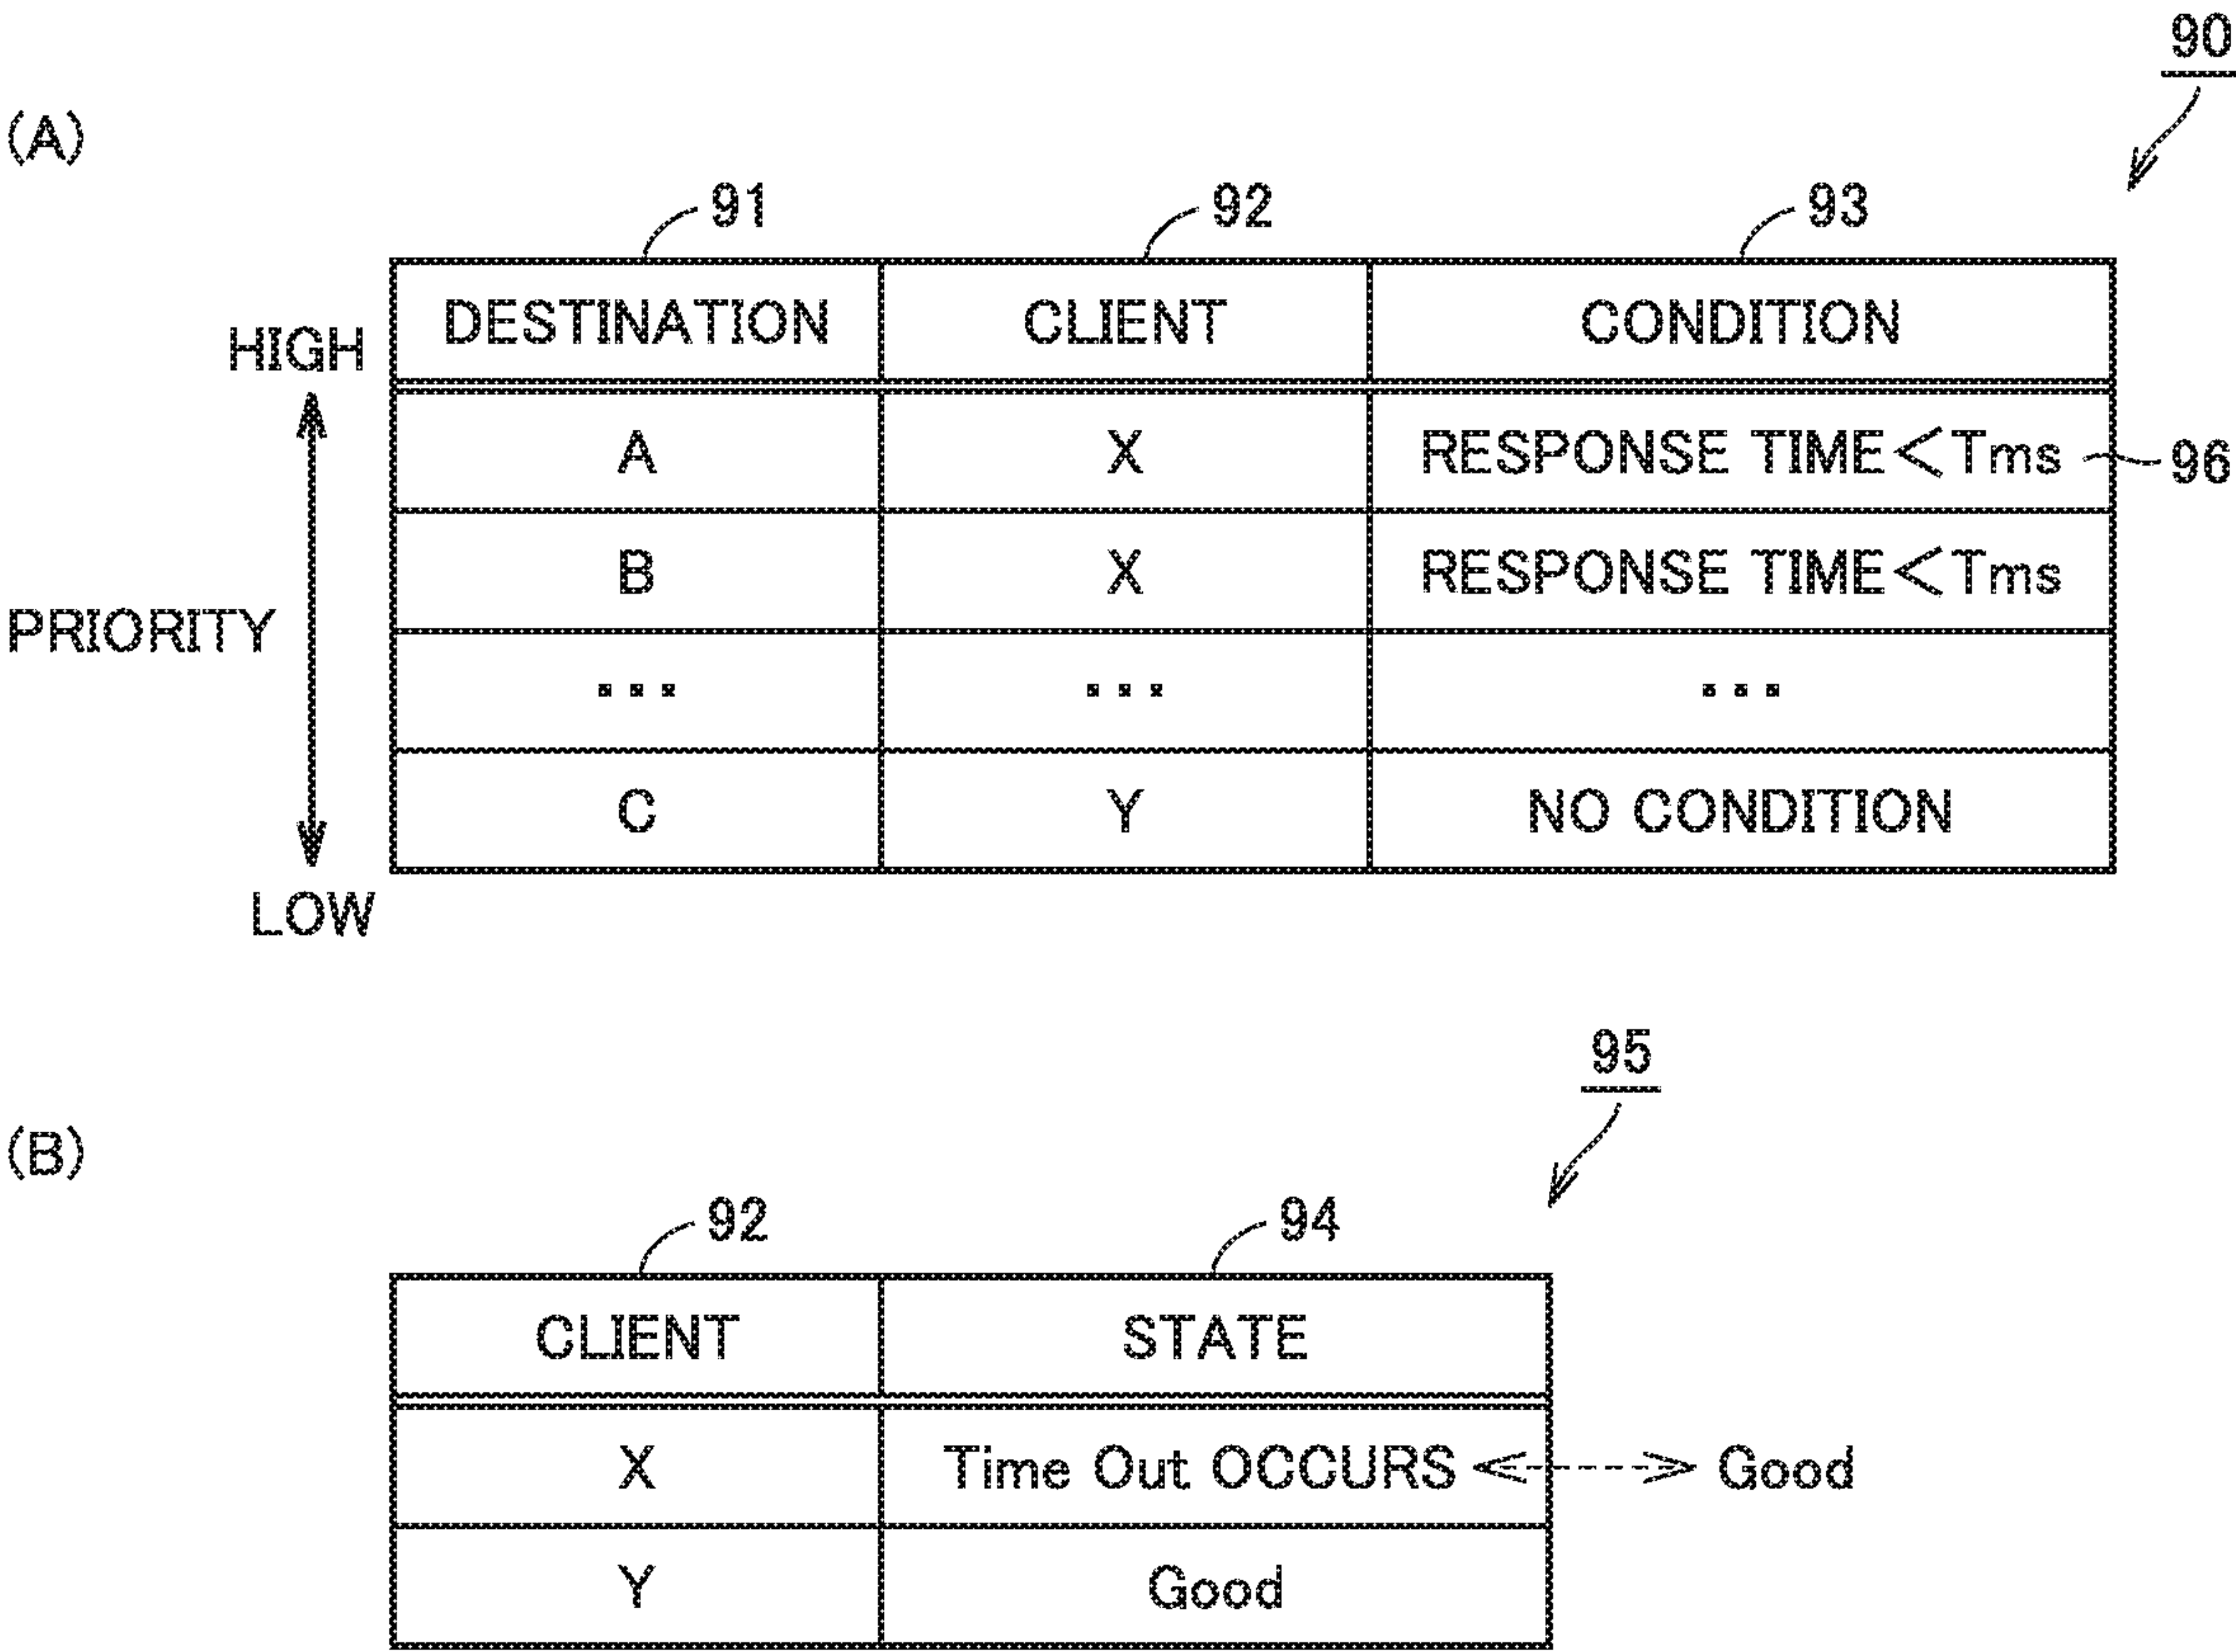 90
(A)
91 92 93
DESTINATION CLIENT CONDITION
HIGH
A X RESPONSE TIME<Tms 96
B X RESPONSE TIME<Tms
PRIORITY
... ... ...
C Y NO CONDITION
LOW
95
(B)
92 94
CLIENT STATE
X Time Out OCCURS Good
Y Good